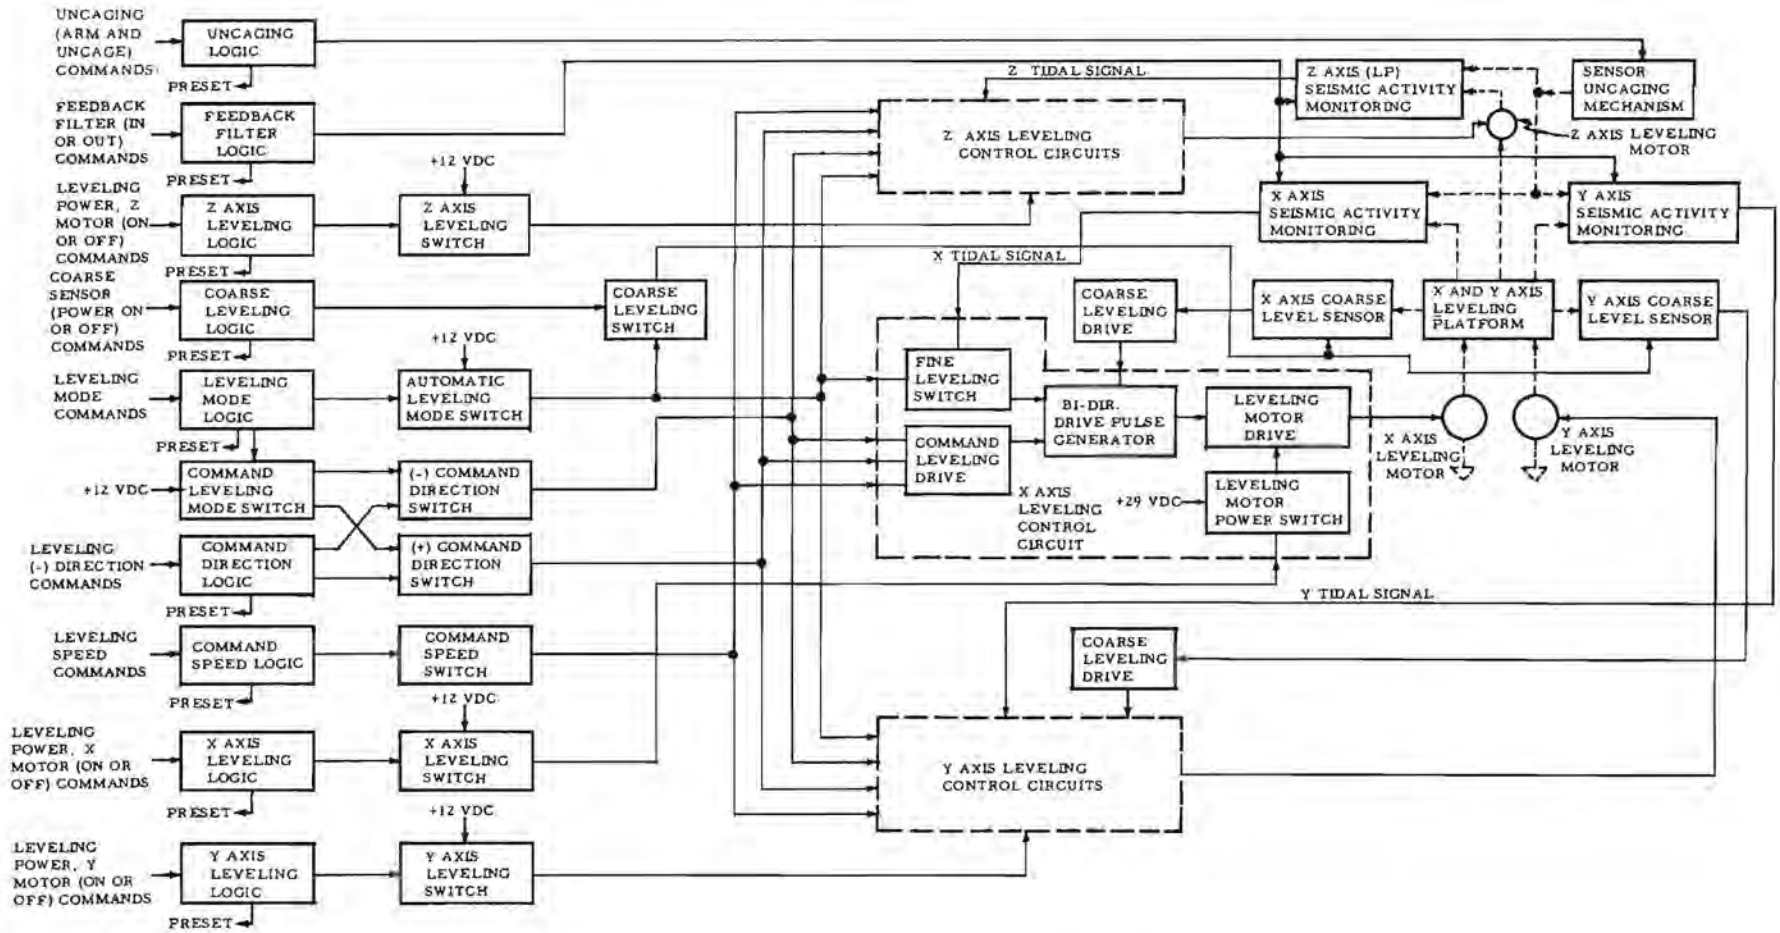 UNCAGING
(ARM AND
UNCAGE)
COMMANDS
UNCAGING
LOGIC
PRESET
FEEDBACK
FILTER (IN
OR OUT)
COMMANDS
FEEDBACK
FILTER
LOGIC
PRESET
LEVELING
POWER, Z
MOTOR (ON
OR OFF)
COMMANDS
Z AXIS
LEVELING
LOGIC
PRESET
+12 VDC
Z AXIS
LEVELING
SWITCH
COARSE
SENSOR
(POWER ON
OR OFF)
COMMANDS
COARSE
LEVELING
LOGIC
PRESET
COARSE
LEVELING
SWITCH
LEVELING
MODE
COMMANDS
LEVELING
MODE
LOGIC
PRESET
+12 VDC
AUTOMATIC
LEVELING
MODE SWITCH
+12 VDC
COMMAND
LEVELING
MODE SWITCH
(-) COMMAND
DIRECTION
SWITCH
LEVELING
(-) DIRECTION
COMMANDS
COMMAND
DIRECTION
LOGIC
PRESET
(+) COMMAND
DIRECTION
SWITCH
LEVELING
SPEED
COMMANDS
COMMAND
SPEED LOGIC
PRESET
COMMAND
SPEED
SWITCH
+12 VDC
LEVELING
POWER, X
MOTOR (ON OR
OFF) COMMANDS
X AXIS
LEVELING
LOGIC
PRESET
X AXIS
LEVELING
SWITCH
+12 VDC
LEVELING
POWER, Y
MOTOR (ON OR
OFF) COMMANDS
Y AXIS
LEVELING
LOGIC
PRESET
Y AXIS
LEVELING
SWITCH
Z TIDAL SIGNAL
Z AXIS LEVELING
CONTROL CIRCUITS
Z AXIS (LP)
SEISMIC ACTIVITY
MONITORING
SENSOR
UNCAGING
MECHANISM
Z AXIS LEVELING
MOTOR
X AXIS
SEISMIC ACTIVITY
MONITORING
Y AXIS
SEISMIC ACTIVITY
MONITORING
X TIDAL SIGNAL
COARSE
LEVELING
DRIVE
X AXIS COARSE
LEVEL SENSOR
X AND Y AXIS
LEVELING
PLATFORM
Y AXIS COARSE
LEVEL SENSOR
FINE
LEVELING
SWITCH
COMMAND
LEVELING
DRIVE
BI-DIR.
DRIVE PULSE
GENERATOR
LEVELING
MOTOR
DRIVE
X AXIS
LEVELING
MOTOR
Y AXIS
LEVELING
MOTOR
X AXIS
LEVELING
CONTROL
CIRCUIT
+29 VDC
LEVELING
MOTOR
POWER SWITCH
Y TIDAL SIGNAL
COARSE
LEVELING
DRIVE
Y AXIS LEVELING
CONTROL CIRCUITS